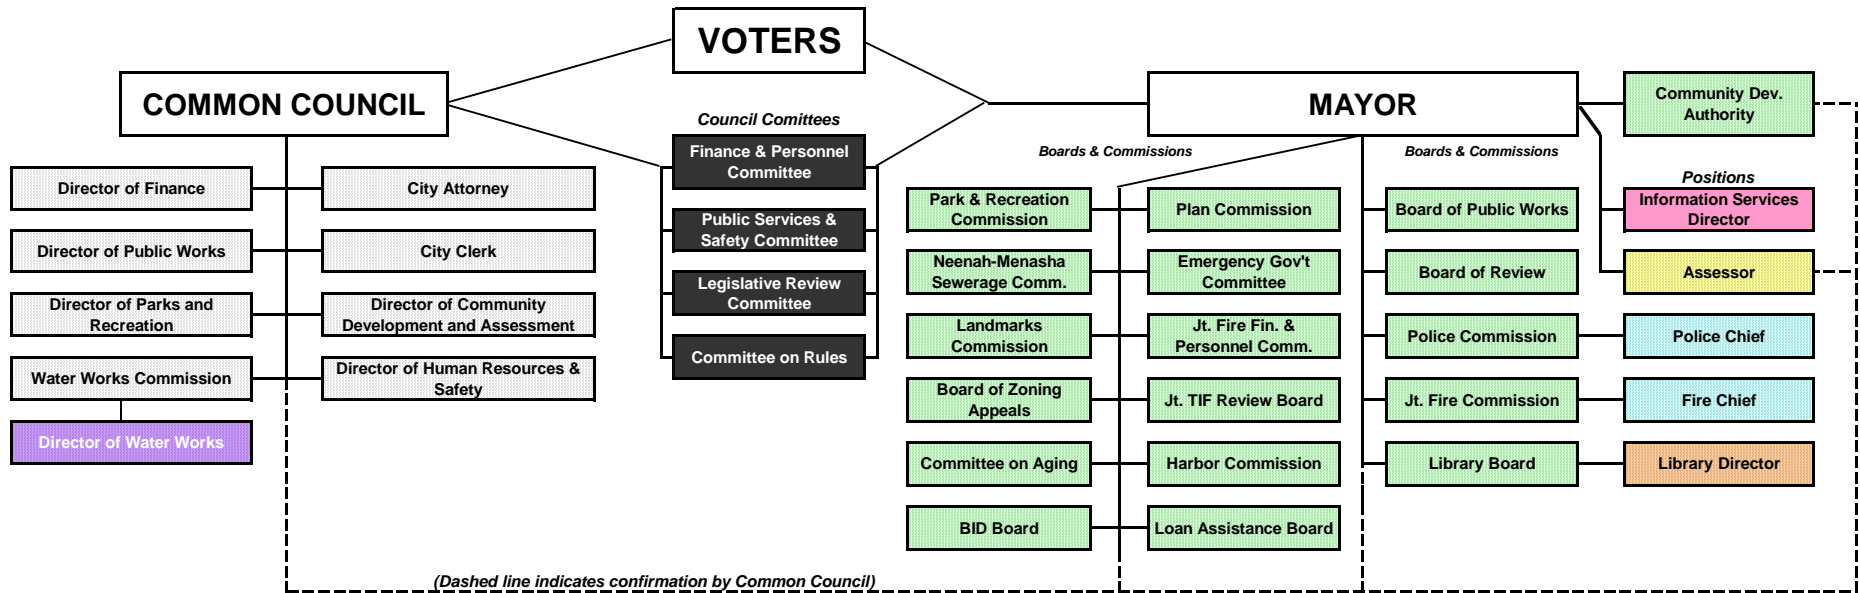 VOTERS
COMMON COUNCIL
MAYOR
Community Dev.
Authority
Council Comittees
Finance & Personnel
Committee
Public Services &
Safety Committee
Legislative Review
Committee
Committee on Rules
Director of Finance
City Attorney
Director of Public Works
City Clerk
Director of Parks and
Recreation
Director of Community
Development and Assessment
Water Works Commission
Director of Human Resources &
Safety
Director of Water Works
Boards & Commissions
Park & Recreation
Commission
Plan Commission
Neenah-Menasha
Sewerage Comm.
Emergency Gov't
Committee
Landmarks
Commission
Jt. Fire Fin. &
Personnel Comm.
Board of Zoning
Appeals
Jt. TIF Review Board
Committee on Aging
Harbor Commission
BID Board
Loan Assistance Board
Boards & Commissions
Board of Public Works
Board of Review
Police Commission
Jt. Fire Commission
Library Board
Positions
Information Services
Director
Assessor
Police Chief
Fire Chief
Library Director
(Dashed line indicates confirmation by Common Council)